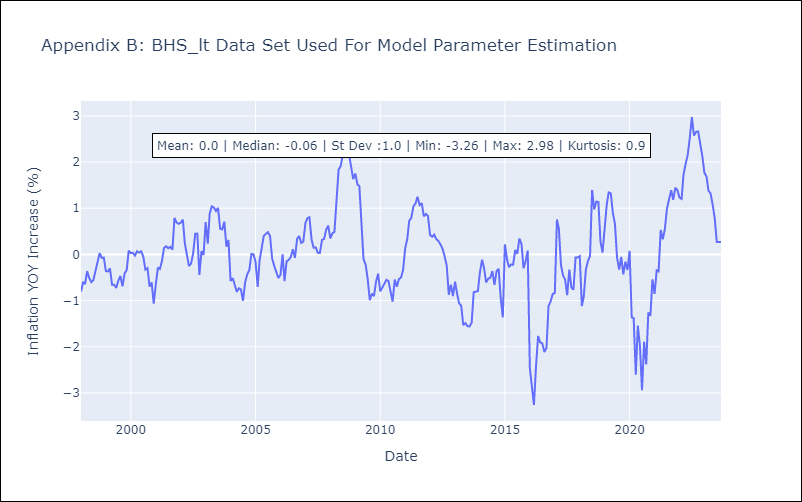 Appendix B: BHS_lt Data Set Used For Model Parameter Estimation
3
Mean: 0.0 | Median: -0.06 | St Dev :1.0 | Min: -3.26 | Max: 2.98 | Kurtosis: 0.9
2
1
0
−1
−2
−3
Inflation YOY Increase (%)
2000 2005 2010 2015 2020
Date